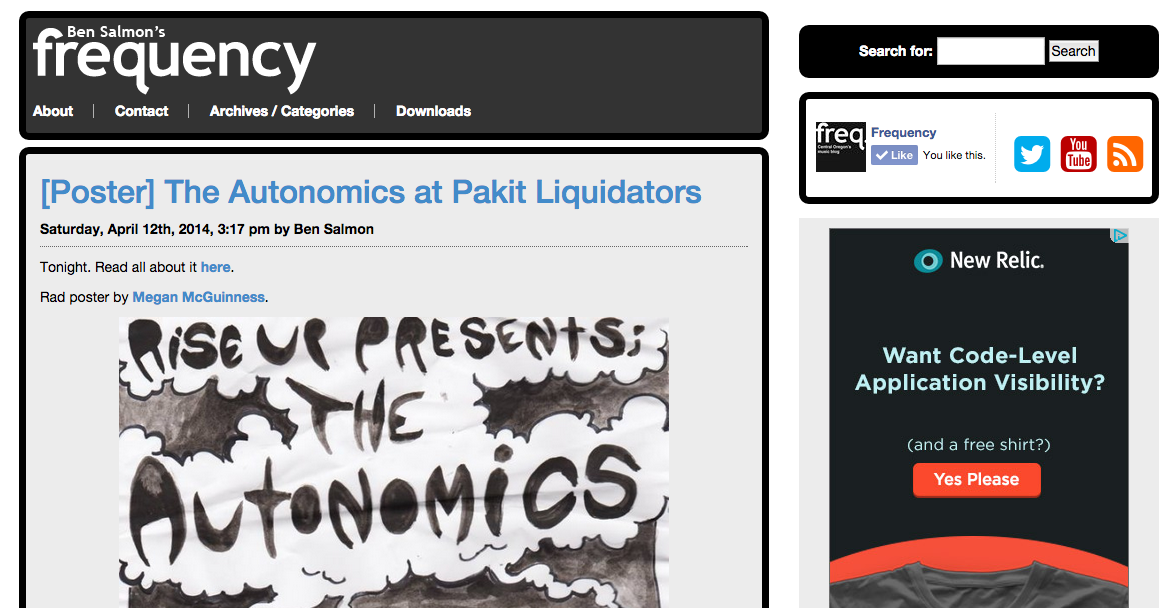 Ben Salmon's
frequency
About
Contact
Archives / Categories
Downloads
[Poster] The Autonomics at Pakit Liquidators
Saturday, April 12th, 2014, 3:17 pm by Ben Salmon
Tonight. Read all about it here.
Rad poster by Megan McGuinness.
RISE UP PRESENTS:
THE
AUTONOMICS
Search for:
Search
freq.
Central Oregon's
music blog
Frequency
Like
You like this.
You
Tube
New Relic.
Want Code-Level
Application Visibility?
(and a free shirt?)
Yes Please